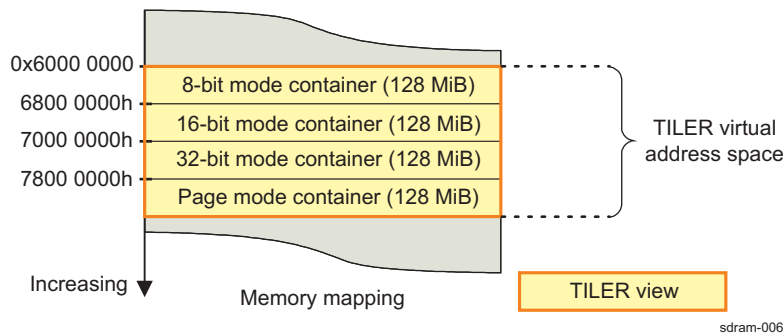 0x6000 0000
8-bit mode container (128 MiB)
6800 0000h
16-bit mode container (128 MiB)
7000 0000h
32-bit mode container (128 MiB)
7800 0000h
Page mode container (128 MiB)
TILER virtual
address space
Increasing
Memory mapping
TILER view
sdram-006